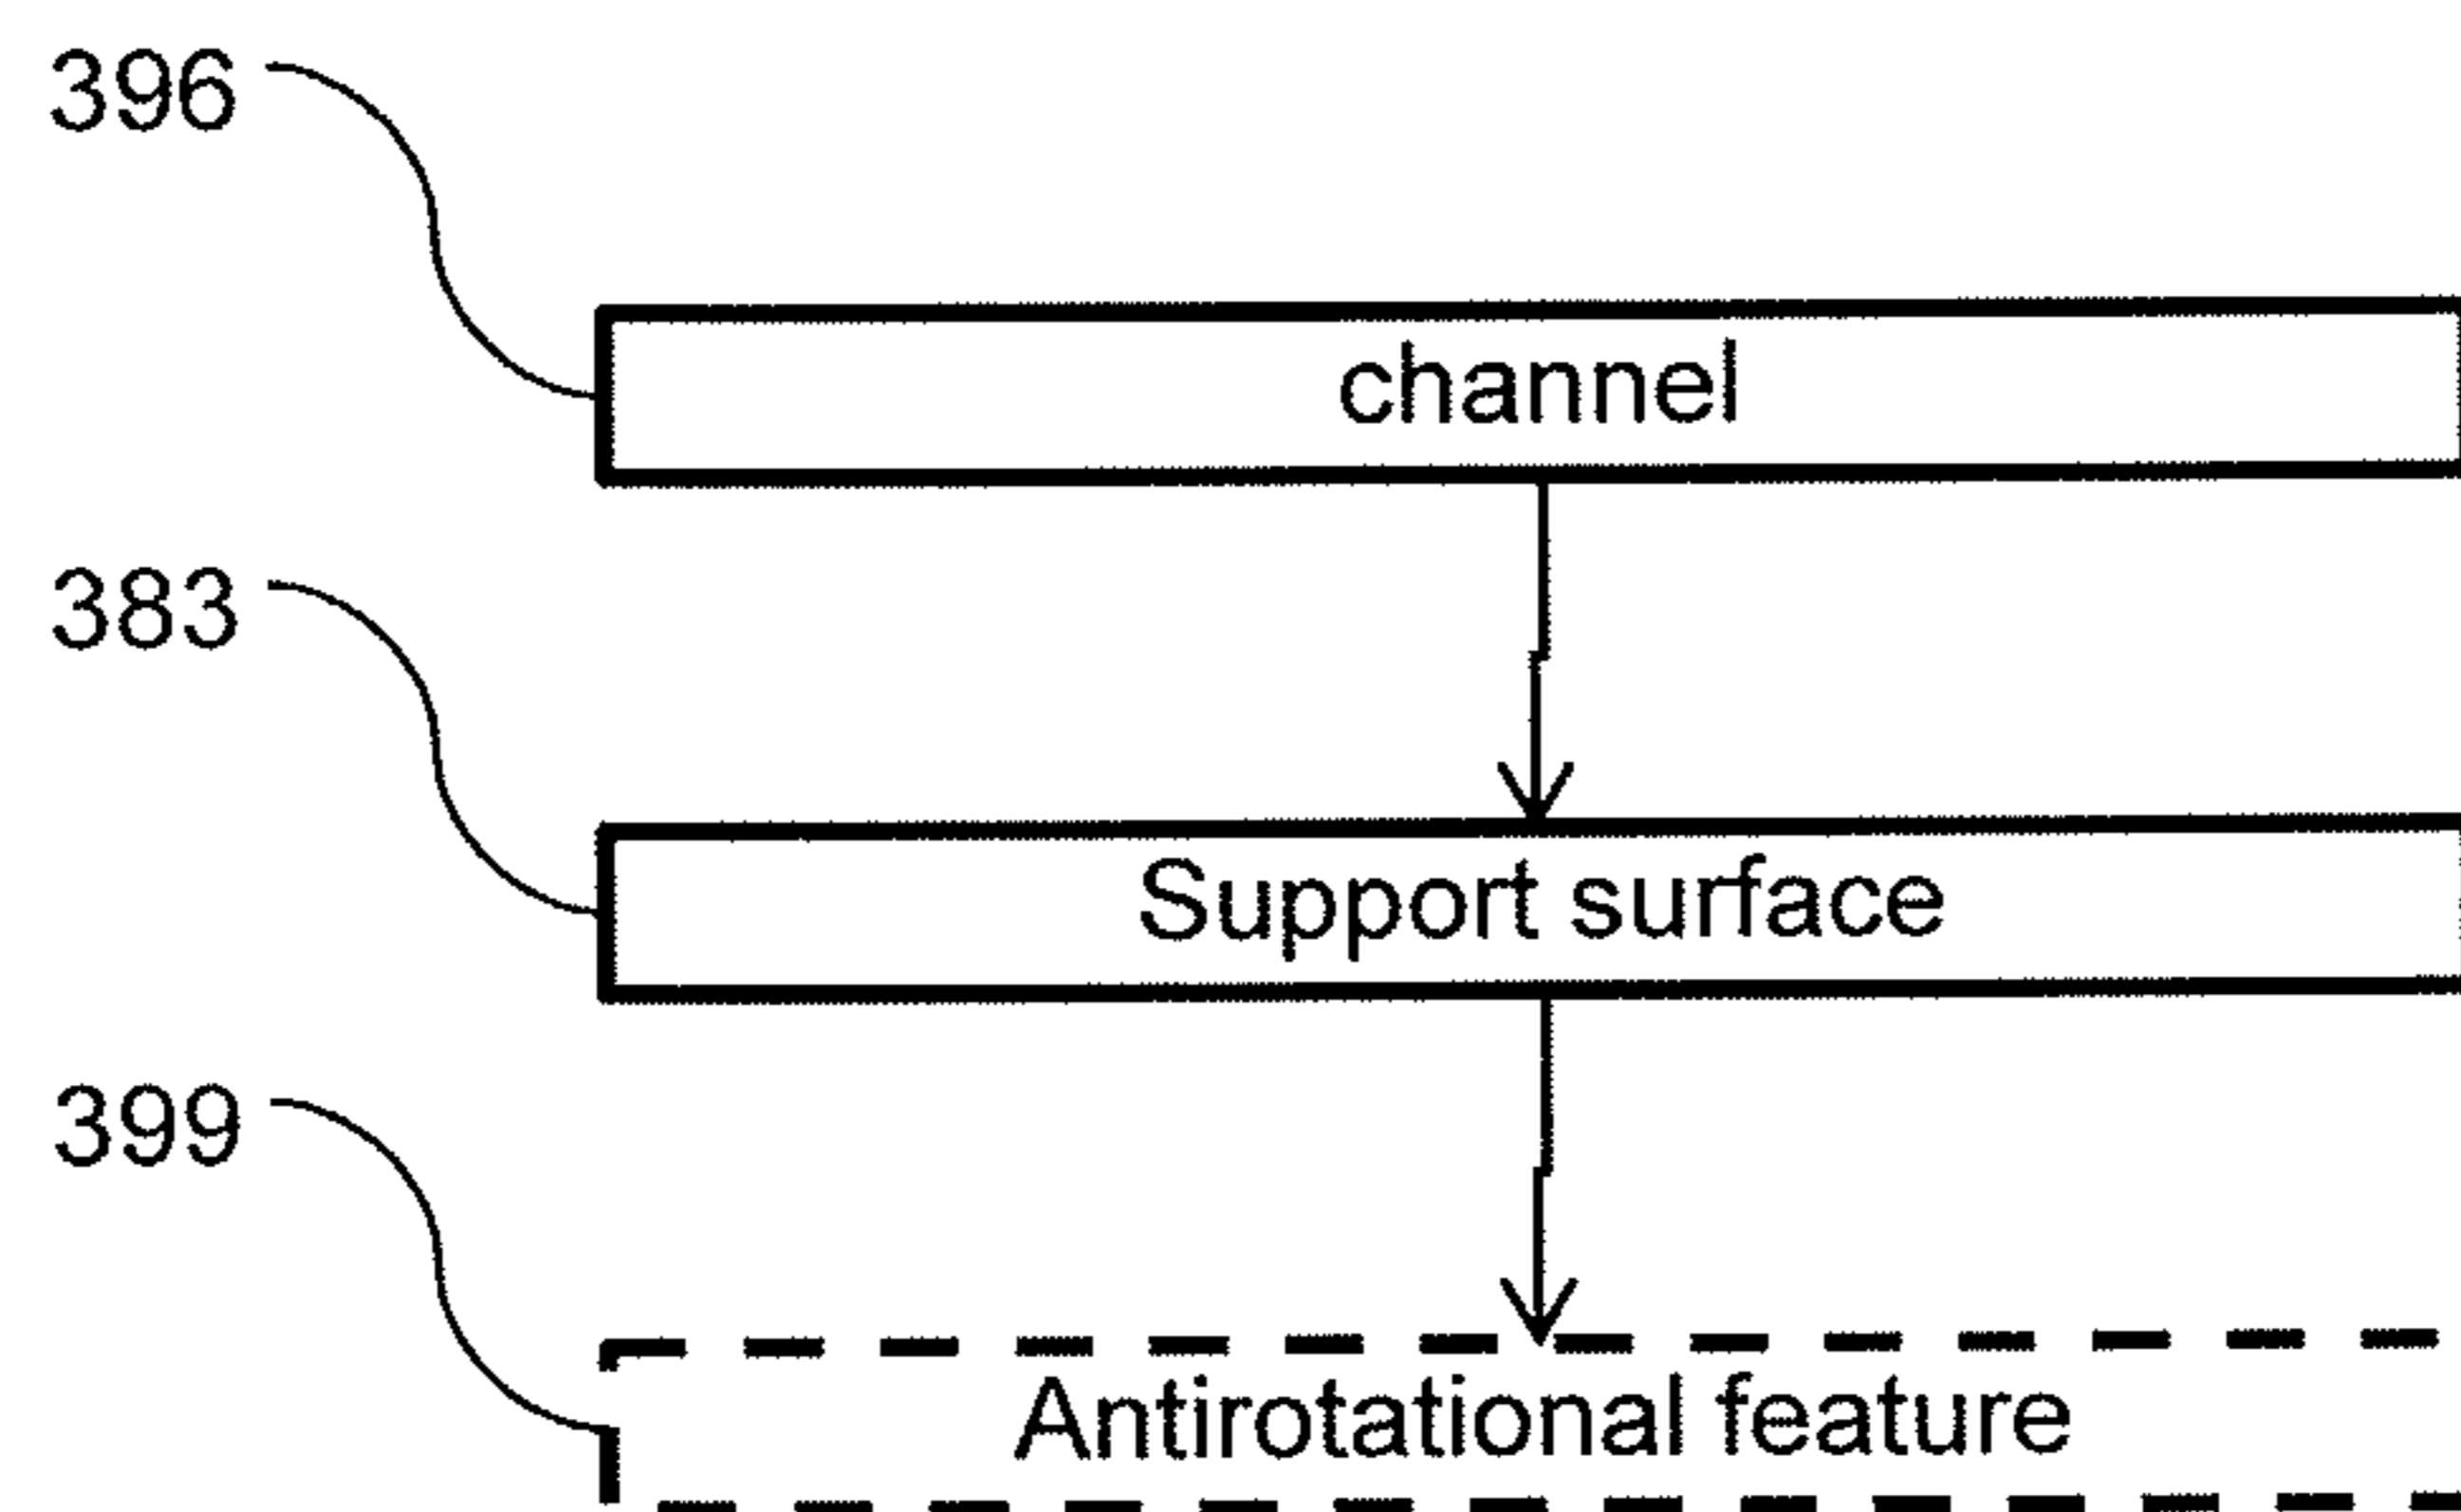 396
channel
383
Support surface
399
Antirotational feature